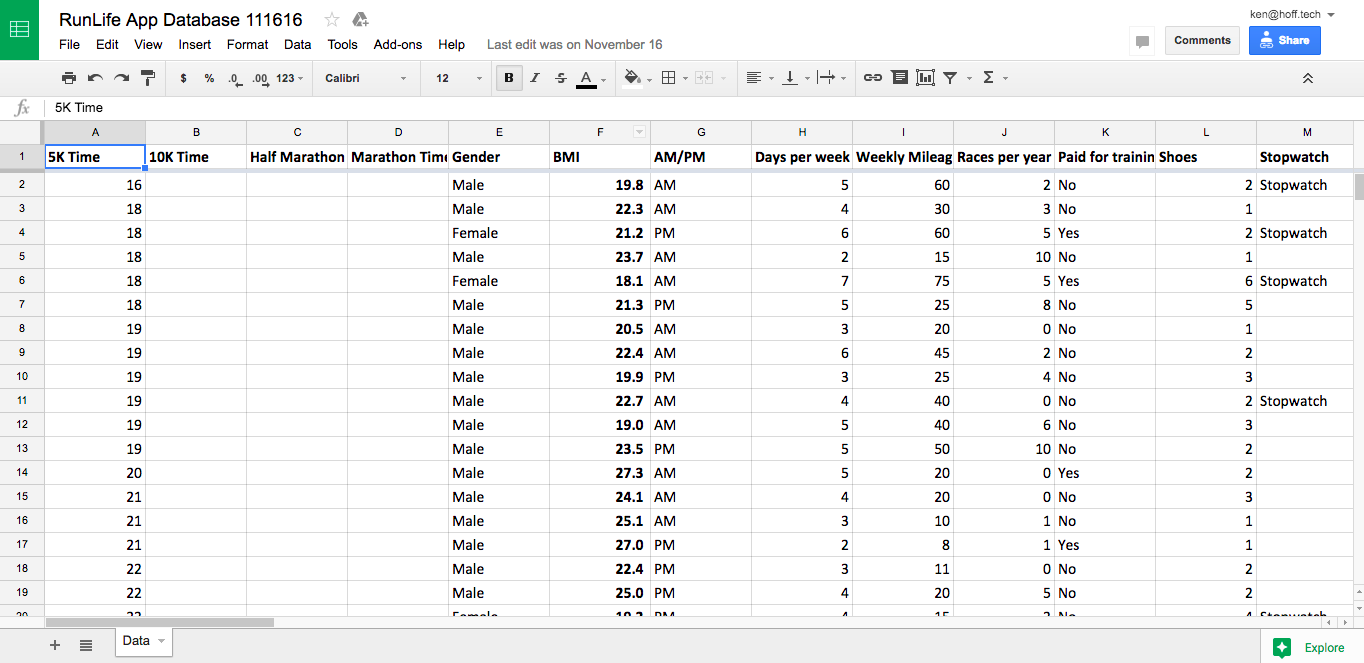 RunLife App Database 111616
ken@hoff.tech
File Edit View Insert Format Data Tools Add-ons Help Last edit was on November 16
Comments Share
$ % .0 .00 123 Calibri 12 B I S A Σ
fx 5K Time
A B C D E F G H I J K L M
1 5K Time 10K Time Half Marathon Marathon Time Gender BMI AM/PM Days per week Weekly Mileag Races per year Paid for trainin Shoes Stopwatch
2 16 Male 19.8 AM 5 60 2 No 2 Stopwatch
3 18 Male 22.3 AM 4 30 3 No 1
4 18 Female 21.2 PM 6 60 5 Yes 2 Stopwatch
5 18 Male 23.7 AM 2 15 10 No 1
6 18 Female 18.1 AM 7 75 5 Yes 6 Stopwatch
7 18 Male 21.3 PM 5 25 8 No 5
8 19 Male 20.5 AM 3 20 0 No 1
9 19 Male 22.4 AM 6 45 2 No 2
10 19 Male 19.9 PM 3 25 4 No 3
11 19 Male 22.7 AM 4 40 0 No 2 Stopwatch
12 19 Male 19.0 AM 5 40 6 No 3
13 19 Male 23.5 PM 5 50 10 No 2
14 20 Male 27.3 AM 5 20 0 Yes 2
15 21 Male 24.1 AM 4 20 0 No 3
16 21 Male 25.1 AM 3 10 1 No 1
17 21 Male 27.0 PM 2 8 1 Yes 1
18 22 Male 22.4 PM 3 11 0 No 2
19 22 Male 25.0 PM 4 20 5 No 2
Data
Explore